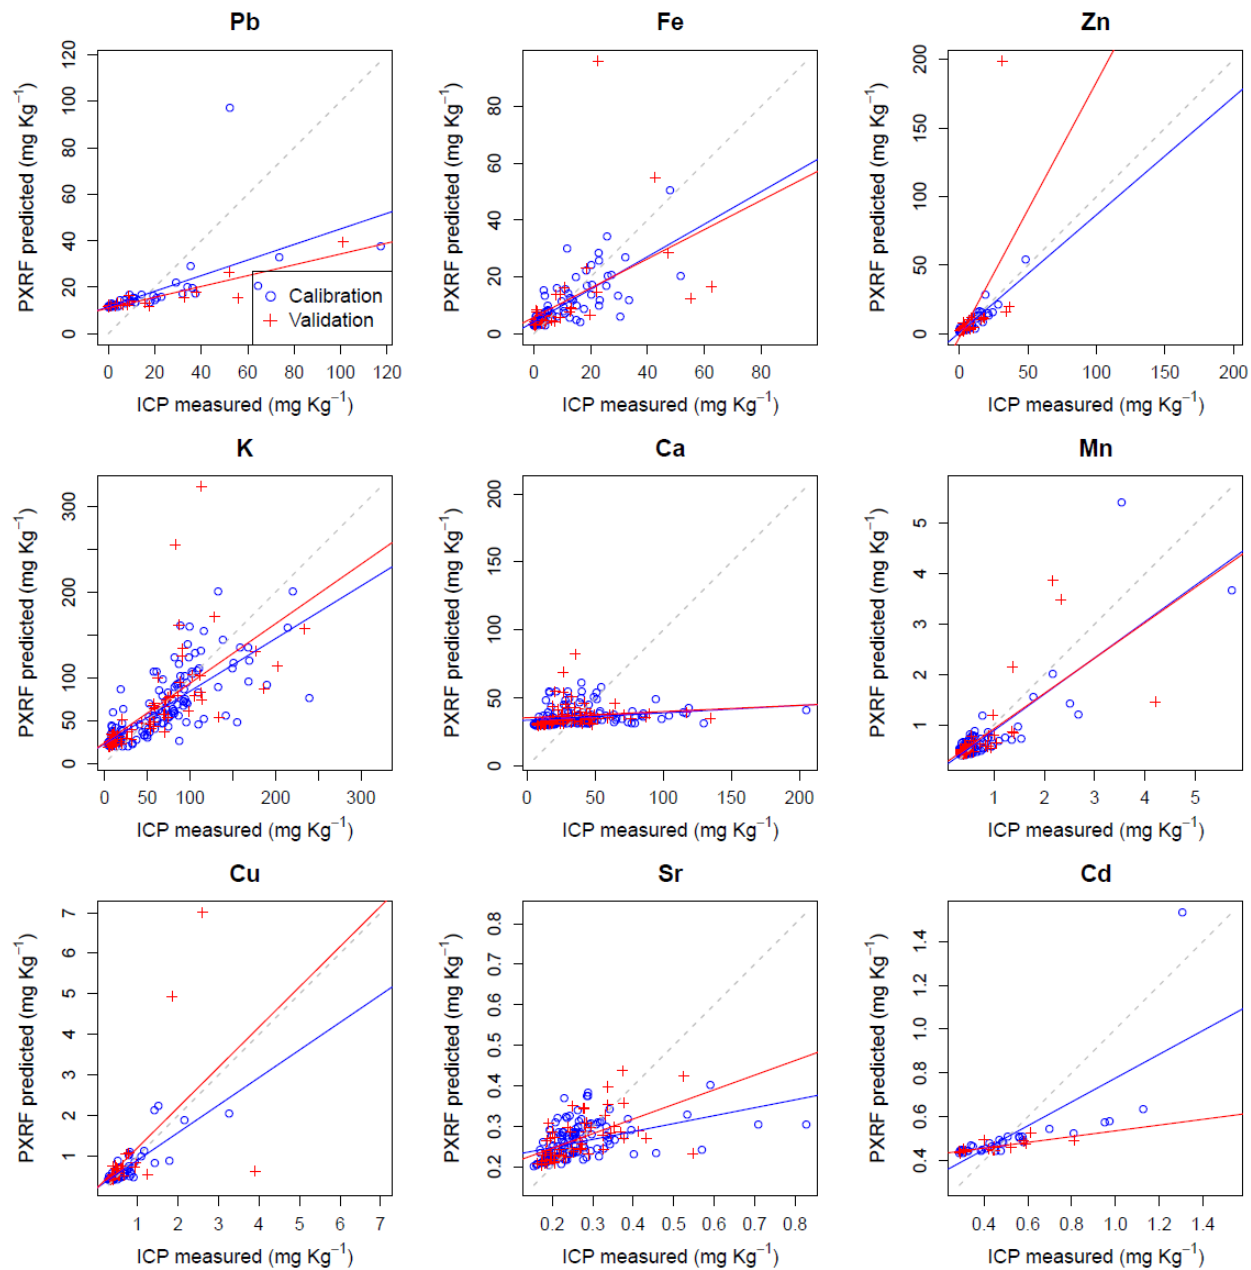 Pb
PXRF predicted (mg Kg⁻¹)
120
100
80
60
40
20
0
0 20 40 60 80 100 120
ICP measured (mg Kg⁻¹)
Calibration
Validation
Fe
PXRF predicted (mg Kg⁻¹)
80
60
40
20
0
0 20 40 60 80
ICP measured (mg Kg⁻¹)
Zn
PXRF predicted (mg Kg⁻¹)
200
150
100
50
0
0 50 100 150 200
ICP measured (mg Kg⁻¹)
K
PXRF predicted (mg Kg⁻¹)
300
200
150
100
50
0
0 50 100 200 300
ICP measured (mg Kg⁻¹)
Ca
PXRF predicted (mg Kg⁻¹)
200
150
100
50
0
0 50 100 150 200
ICP measured (mg Kg⁻¹)
Mn
PXRF predicted (mg Kg⁻¹)
5
4
3
2
1
1 2 3 4 5
ICP measured (mg Kg⁻¹)
Cu
PXRF predicted (mg Kg⁻¹)
7
6
5
4
3
2
1
1 2 3 4 5 6 7
ICP measured (mg Kg⁻¹)
Sr
PXRF predicted (mg Kg⁻¹)
0.8
0.7
0.6
0.5
0.4
0.3
0.2
0.2 0.3 0.4 0.5 0.6 0.7 0.8
ICP measured (mg Kg⁻¹)
Cd
PXRF predicted (mg Kg⁻¹)
1.4
1.2
1.0
0.8
0.6
0.4
0.4 0.6 0.8 1.0 1.2 1.4
ICP measured (mg Kg⁻¹)